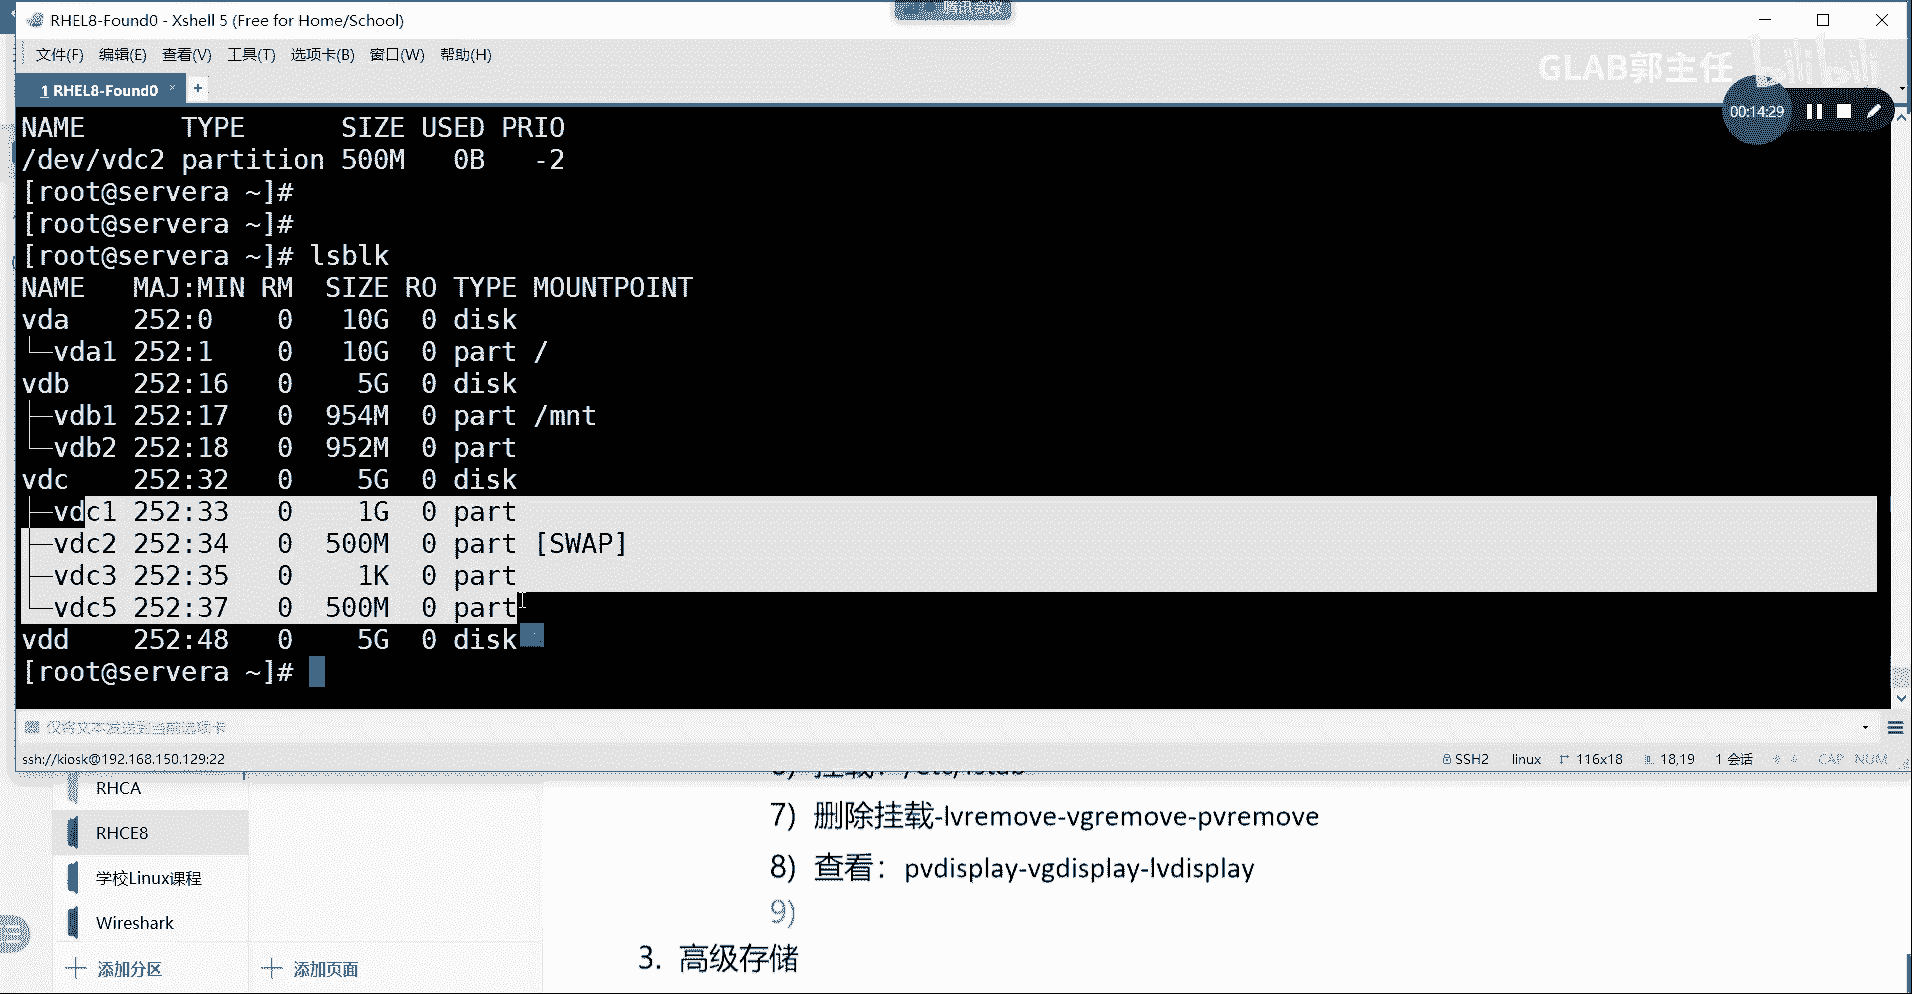 腾讯会议
RHEL8-Found0 - Xshell 5 (Free for Home/School)
文件(F) 编辑(E) 查看(V) 工具(T) 选项卡(B) 窗口(W) 帮助(H)
GLAB郭主任 bilibili
1 RHEL8-Found0 × +
00:14:29
NAME TYPE SIZE USED PRIO
/dev/vdc2 partition 500M 0B -2
[root@servera ~]#
[root@servera ~]#
[root@servera ~]# lsblk
NAME MAJ:MIN RM SIZE RO TYPE MOUNTPOINT
vda 252:0 0 10G 0 disk
└─vda1 252:1 0 10G 0 part /
vdb 252:16 0 5G 0 disk
├─vdb1 252:17 0 954M 0 part /mnt
└─vdb2 252:18 0 952M 0 part
vdc 252:32 0 5G 0 disk
├─vdc1 252:33 0 1G 0 part
├─vdc2 252:34 0 500M 0 part [SWAP]
├─vdc3 252:35 0 1K 0 part
└─vdc5 252:37 0 500M 0 part
vdd 252:48 0 5G 0 disk
[root@servera ~]#
仅将文本发送到当前选项卡
ssh://kiosk@192.168.150.129:22 SSH2 linux 116x18 18,19 1 会话 CAP NUM
6) 挂载：/etc/fstab
RHCA
7) 删除挂载-lvremove-vgremove-pvremove
RHCE8
8) 查看：pvdisplay-vgdisplay-lvdisplay
学校Linux课程
9)
Wireshark
3. 高级存储
添加分区 添加页面